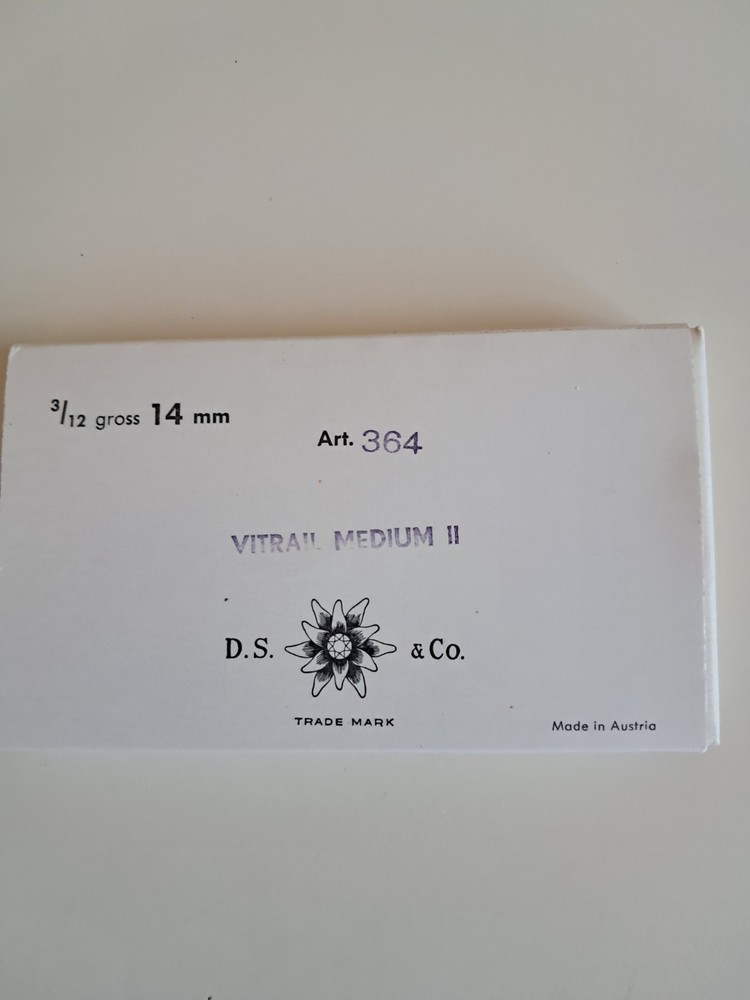 3/12 gross 14 mm
Art. 364
VITRAIL MEDIUM II
D.S. & Co.
TRADE MARK
Made in Austria